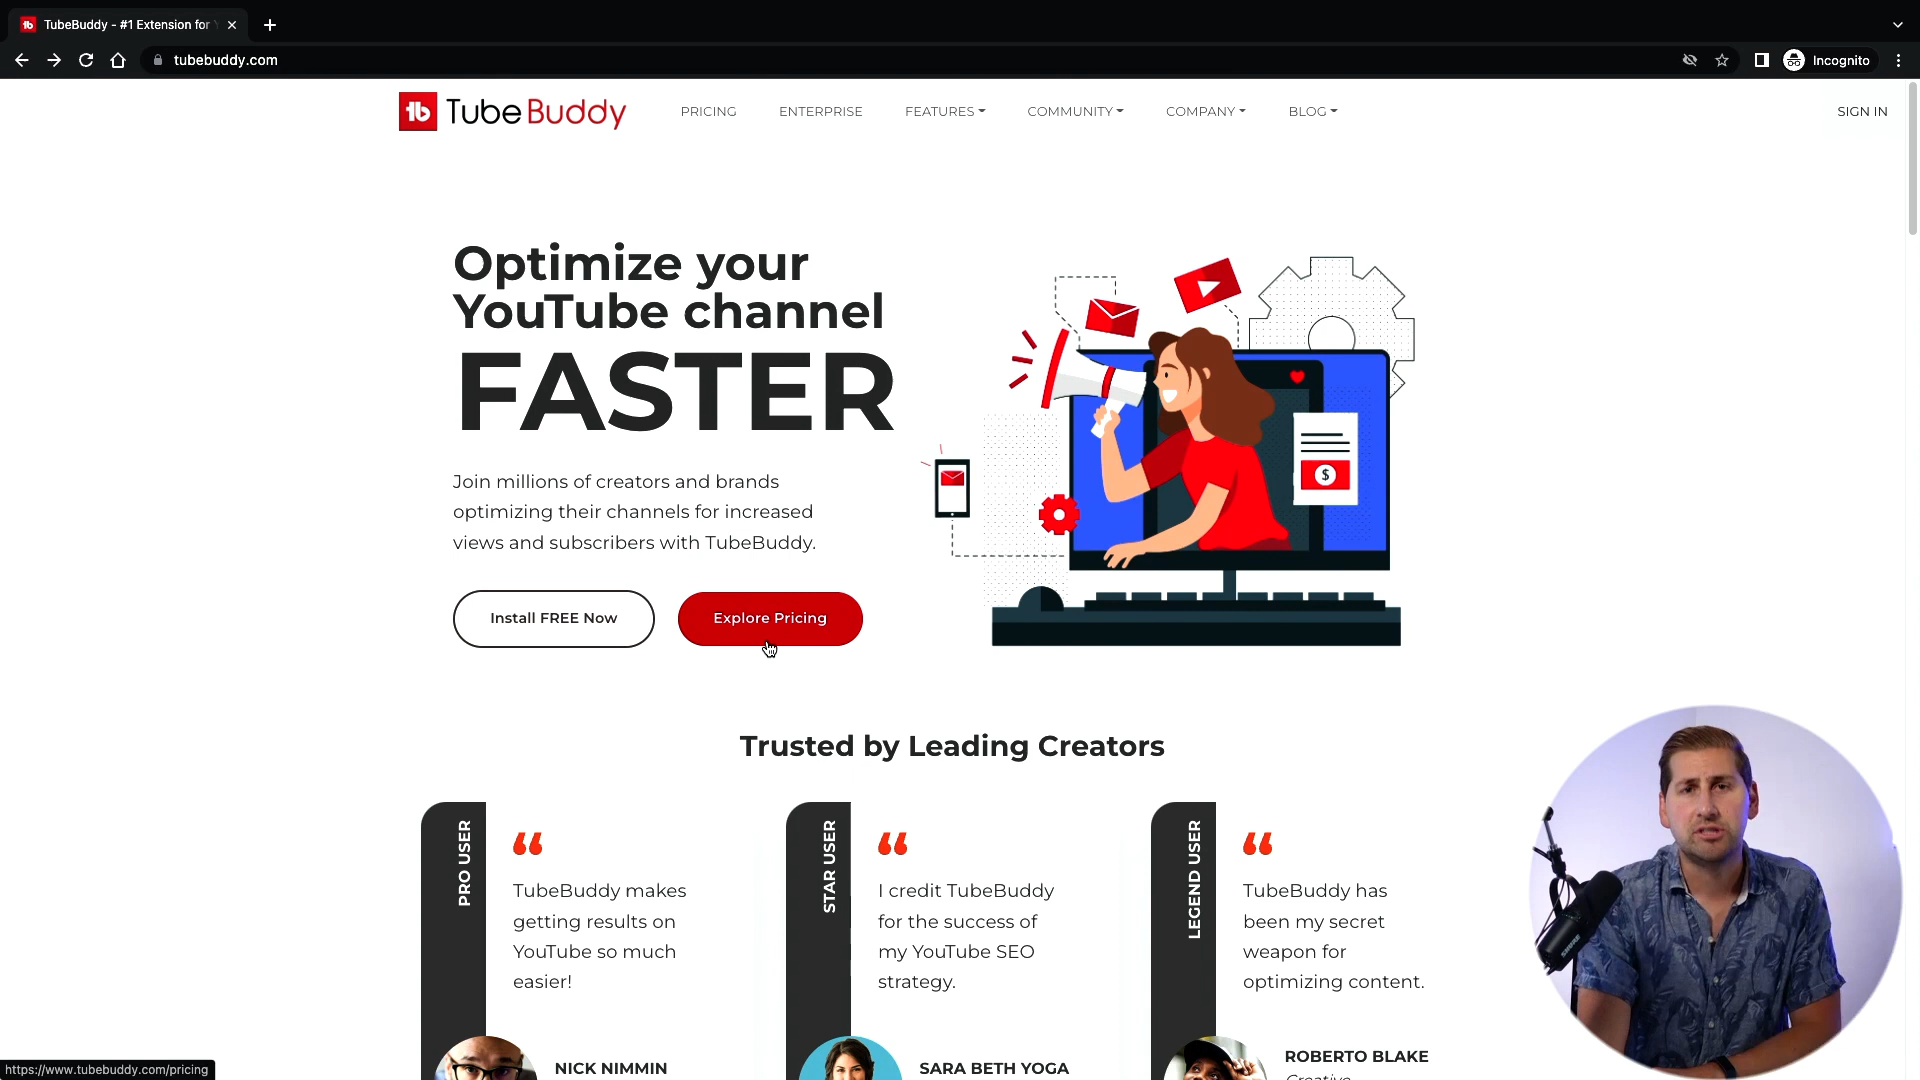 TubeBuddy - #1 Extension for
tubebuddy.com
Incognito
TubeBuddy
PRICING
ENTERPRISE
FEATURES
COMMUNITY
COMPANY
BLOG
SIGN IN
Optimize your
YouTube channel
FASTER
Join millions of creators and brands
optimizing their channels for increased
views and subscribers with TubeBuddy.
Install FREE Now
Explore Pricing
$
Trusted by Leading Creators
PRO USER
“
TubeBuddy makes
getting results on
YouTube so much
easier!
NICK NIMMIN
STAR USER
“
I credit TubeBuddy
for the success of
my YouTube SEO
strategy.
SARA BETH YOGA
LEGEND USER
“
TubeBuddy has
been my secret
weapon for
optimizing content.
ROBERTO BLAKE
Creative
SHURE
https://www.tubebuddy.com/pricing